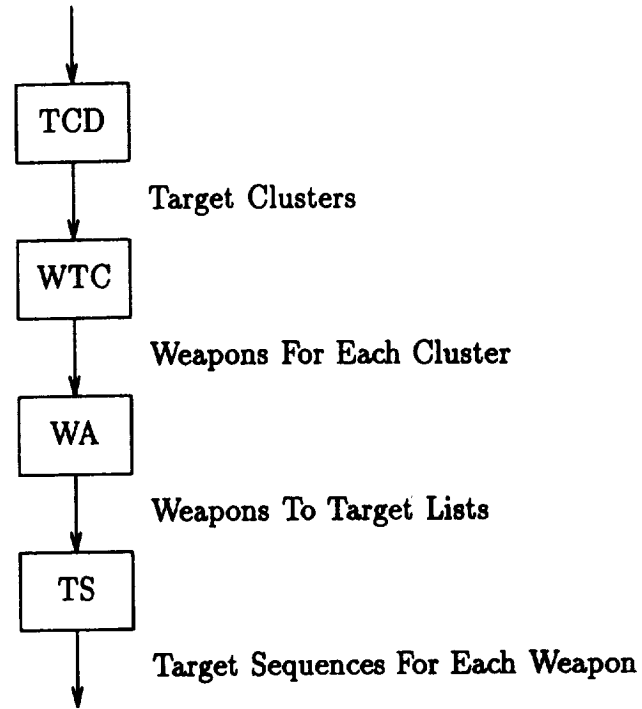 TCD
Target Clusters
WTC
Weapons For Each Cluster
WA
Weapons To Target Lists
TS
Target Sequences For Each Weapon